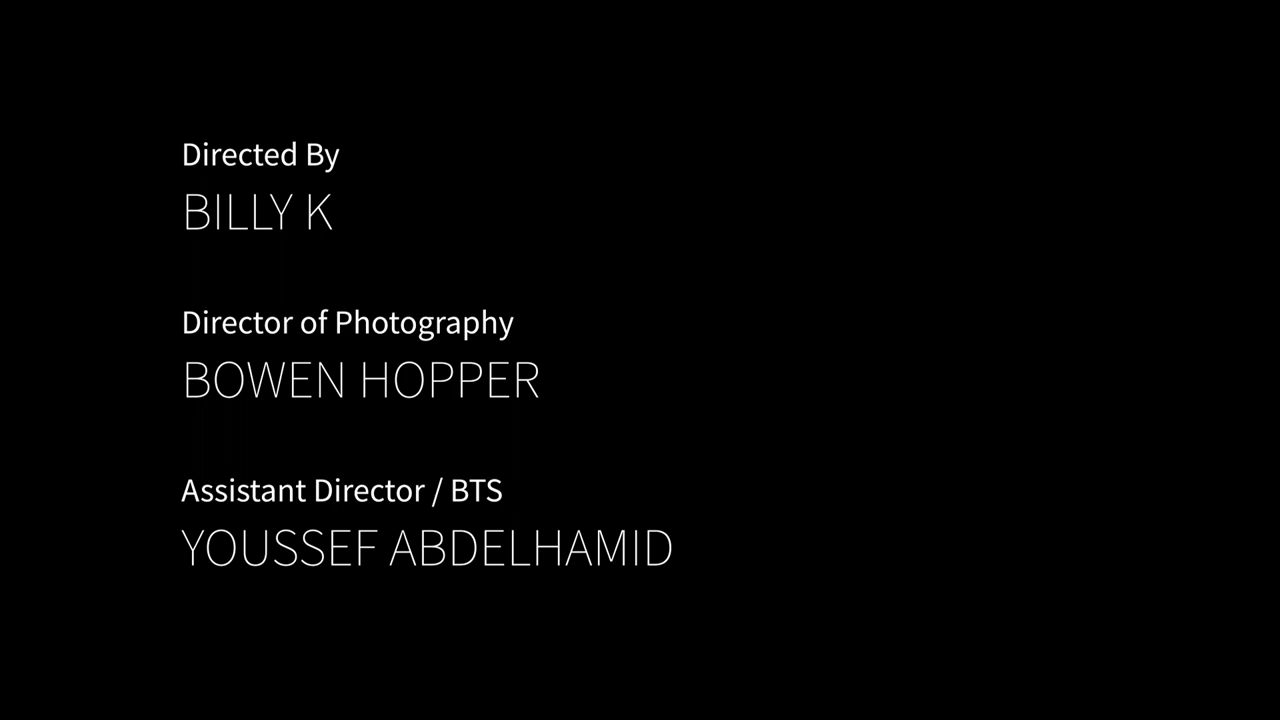 Directed By
BILLY K
Director of Photography
BOWEN HOPPER
Assistant Director / BTS
YOUSSEF ABDELHAMID